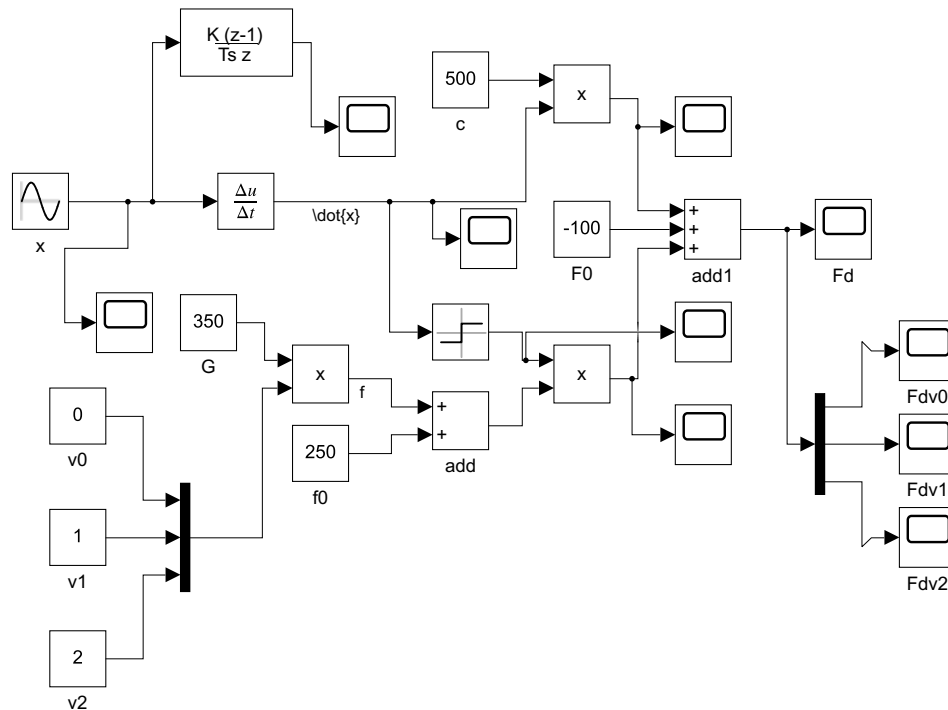 K (z-1)
Ts z
500
c
x
x
Δu
Δt
\dot{x}
-100
F0
+
+
+
add1
Fd
350
G
x
f
x
0
v0
250
f0
+
+
add
Fdv0
Fdv1
1
v1
Fdv2
2
v2